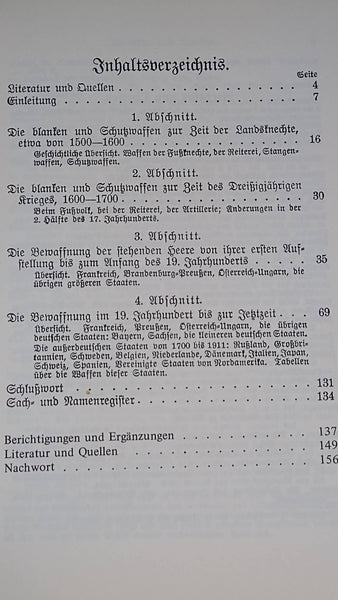 Inhaltsverzeichnis.
Seite
Literatur und Quellen . . . . . . . . . . . . . . . . . 4
Einleitung . . . . . . . . . . . . . . . . . . . . . 7
1. Abschnitt.
Die blanken und Schutzwaffen zur Zeit der Landsknechte,
etwa von 1500—1600 . . . . . . . . . . . . . . . 16
Geschichtliche Übersicht. Waffen der Fußknechte, der Reiterei, Stangen-
waffen, Schutzwaffen.
2. Abschnitt.
Die blanken und Schutzwaffen zur Zeit des Dreißigjährigen
Krieges, 1600—1700 . . . . . . . . . . . . . . . 30
Beim Fußvolk, bei der Reiterei, der Artillerie; Änderungen in der
2. Hälfte des 17. Jahrhunderts.
3. Abschnitt.
Die Bewaffnung der stehenden Heere von ihrer ersten Auf-
stellung bis zum Anfang des 19. Jahrhunderts . . . . . 35
Übersicht. Frankreich, Brandenburg-Preußen, Österreich-Ungarn, die
übrigen größeren Staaten.
4. Abschnitt.
Die Bewaffnung im 19. Jahrhundert bis zur Jetztzeit . . . 69
Übersicht. Frankreich, Preußen, Österreich-Ungarn, die übrigen
deutschen Staaten: Bayern, Sachsen, die kleineren deutschen Staaten.
Die außerdeutschen Staaten von 1700 bis 1911: Rußland, Großbri-
tannien, Schweden, Belgien, Niederlande, Dänemark, Italien, Japan,
Schweiz, Spanien, Vereinigte Staaten von Nordamerika. Tabellen
über die Waffen dieser Staaten.
Schlußwort . . . . . . . . . . . . . . . . . . . . . 131
Sach- und Namenregister . . . . . . . . . . . . . . . 134
Berichtigungen und Ergänzungen . . . . . . . . . . . . 137
Literatur und Quellen . . . . . . . . . . . . . . . . 149
Nachwort . . . . . . . . . . . . . . . . . . . . . 156